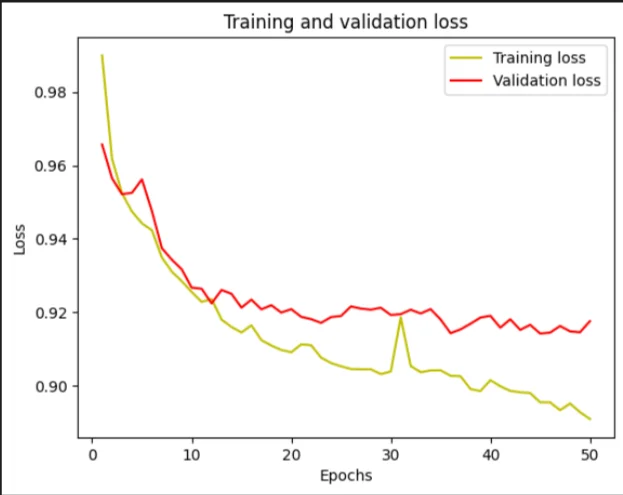 Training and validation loss
Training loss
Validation loss
0.98
0.96
0.94
0.92
0.90
Loss
0 10 20 30 40 50
Epochs